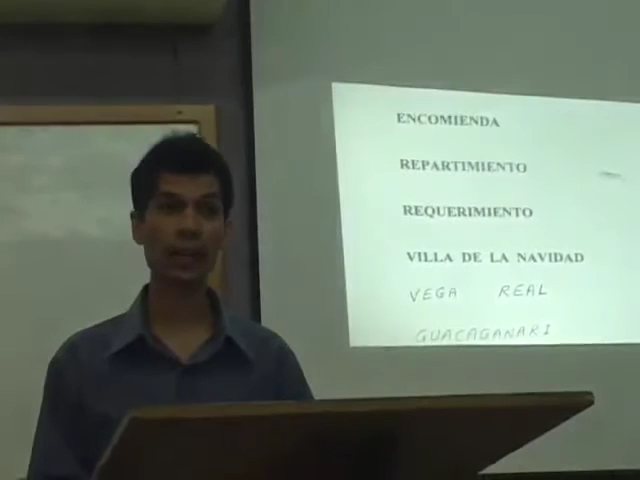 ENCOMIENDA
REPARTIMIENTO
REQUERIMIENTO
VILLA DE LA NAVIDAD
VEGA REAL
GUACAGANARI